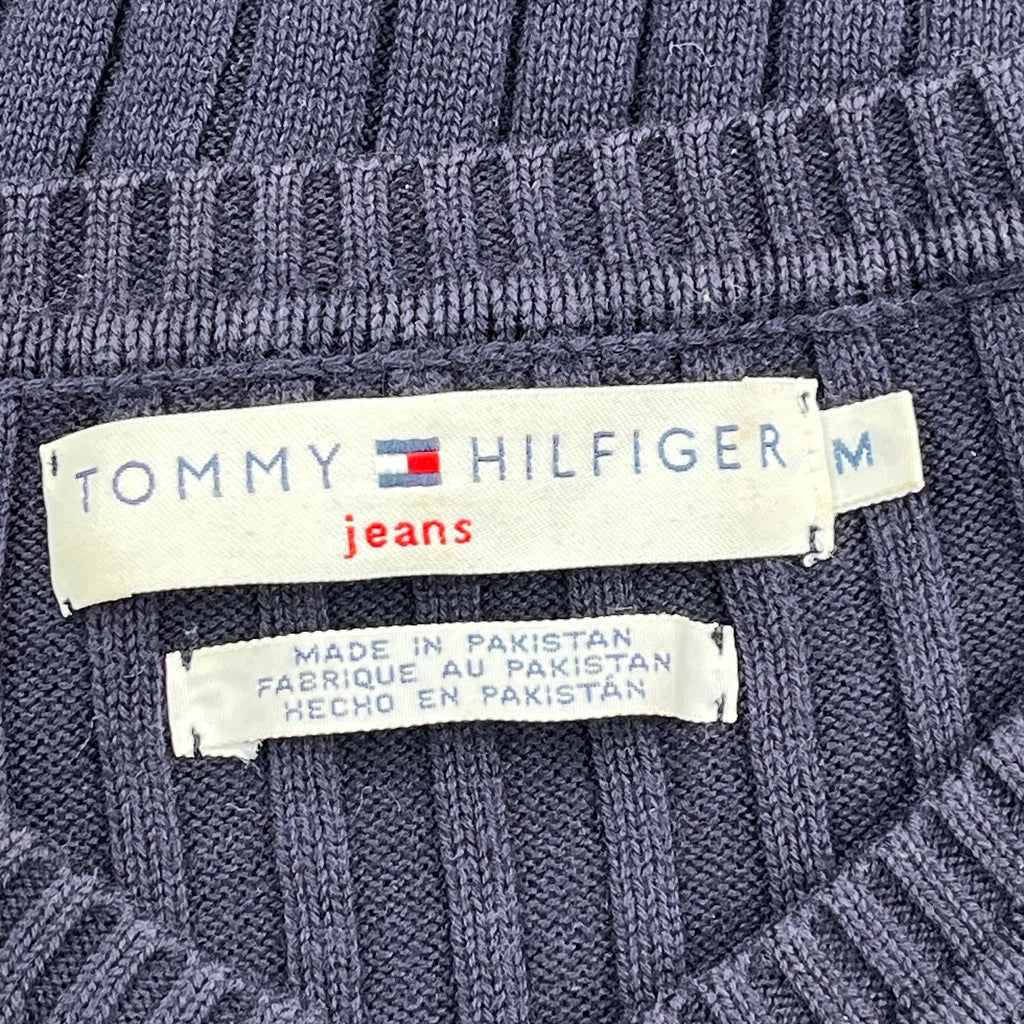 TOMMY HILFIGER M
jeans
MADE IN PAKISTAN
FABRIQUE AU PAKISTAN
HECHO EN PAKISTÁN